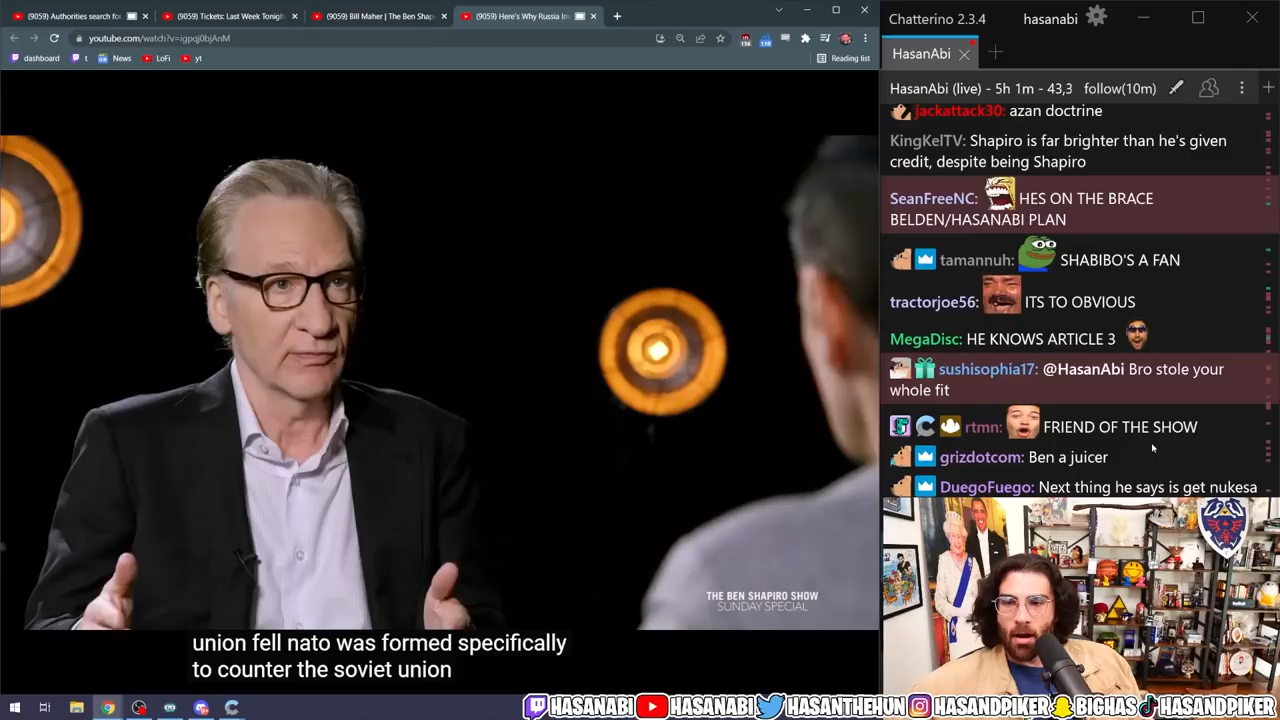 (9059) Authorities search for
(9059) Tickets: Last Week Tonigh
(9059) Bill Maher | The Ben Shap
(9059) Here's Why Russia In
youtube.com/watch?v=igpqj0bjAnM
136
110
dashboard
t
News
LoFi
yt
Reading list
THE BEN SHAPIRO SHOW
SUNDAY SPECIAL
union fell nato was formed specifically
to counter the soviet union
Chatterino 2.3.4
hasanabi
HasanAbi
HasanAbi (live) - 5h 1m - 43,3
follow(10m)
jackattack30: azan doctrine
KingKelTV: Shapiro is far brighter than he's given
credit, despite being Shapiro
SeanFreeNC: HES ON THE BRACE
BELDEN/HASANABI PLAN
tamannuh: SHABIBO'S A FAN
tractorjoe56: ITS TO OBVIOUS
MegaDisc: HE KNOWS ARTICLE 3
sushisophia17: @HasanAbi Bro stole your
whole fit
rtmn: FRIEND OF THE SHOW
grizdotcom: Ben a juicer
DuegoFuego: Next thing he says is get nukesa
HASANABI HASANABI HASANTHEHUN HASANDPIKER BIGHAS HASANDPIKER